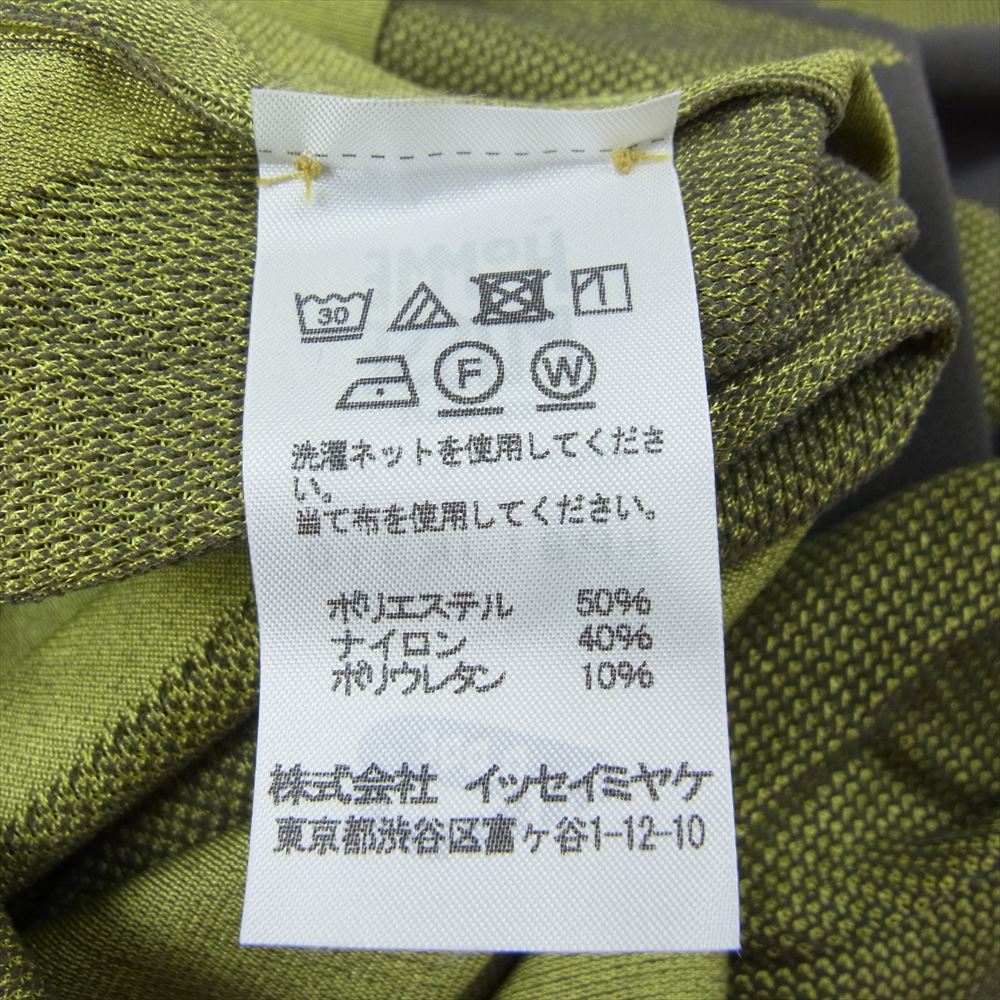 30
F W
洗濯ネットを使用してくださ
い。
当て布を使用してください。
ポリエステル 50%
ナイロン 40%
ポリウレタン 10%
株式会社 イッセイミヤケ
東京都渋谷区富ヶ谷1-12-10